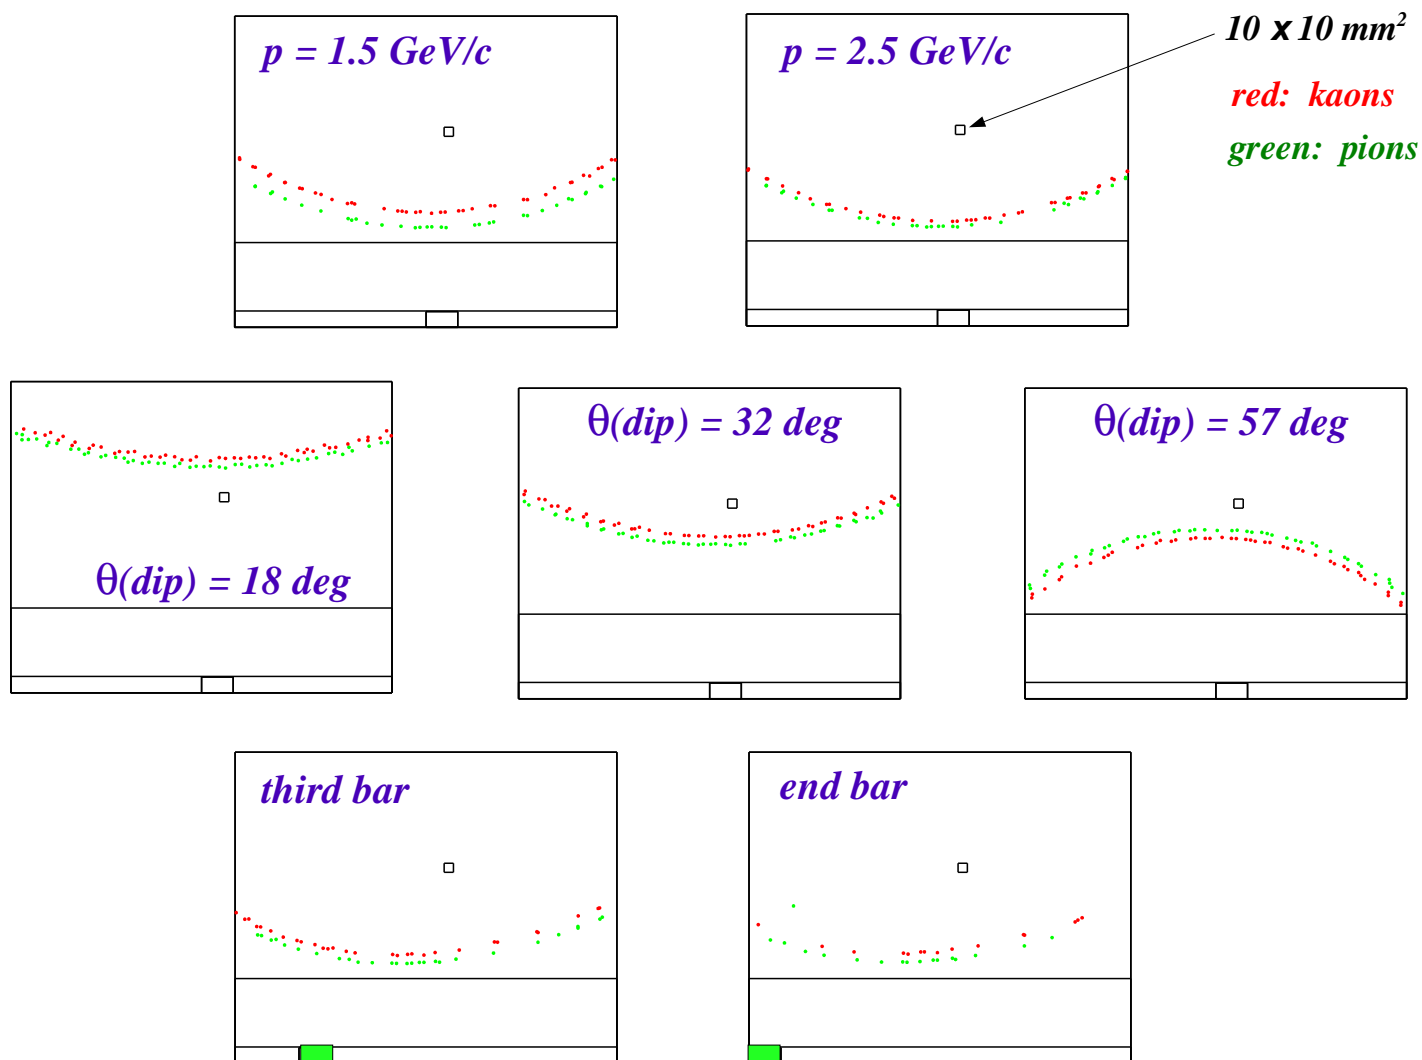 p = 1.5 GeV/c
p = 2.5 GeV/c
10 x 10 mm²
red: kaons
green: pions
θ(dip) = 18 deg
θ(dip) = 32 deg
θ(dip) = 57 deg
third bar
end bar